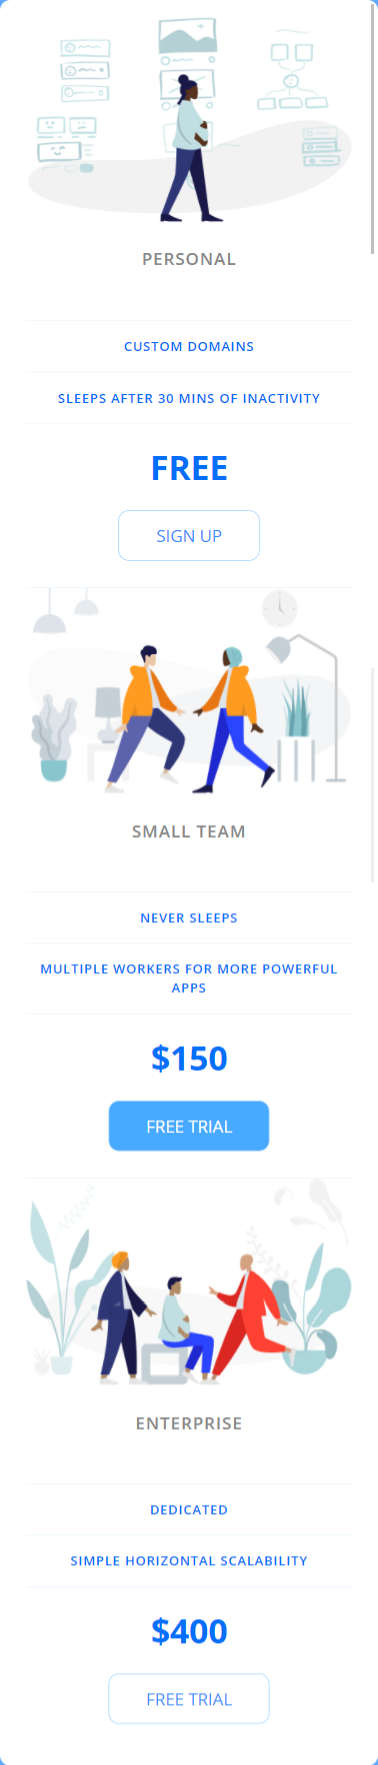 PERSONAL
CUSTOM DOMAINS
SLEEPS AFTER 30 MINS OF INACTIVITY
FREE
SIGN UP
SMALL TEAM
NEVER SLEEPS
MULTIPLE WORKERS FOR MORE POWERFUL
APPS
$150
FREE TRIAL
ENTERPRISE
DEDICATED
SIMPLE HORIZONTAL SCALABILITY
$400
FREE TRIAL